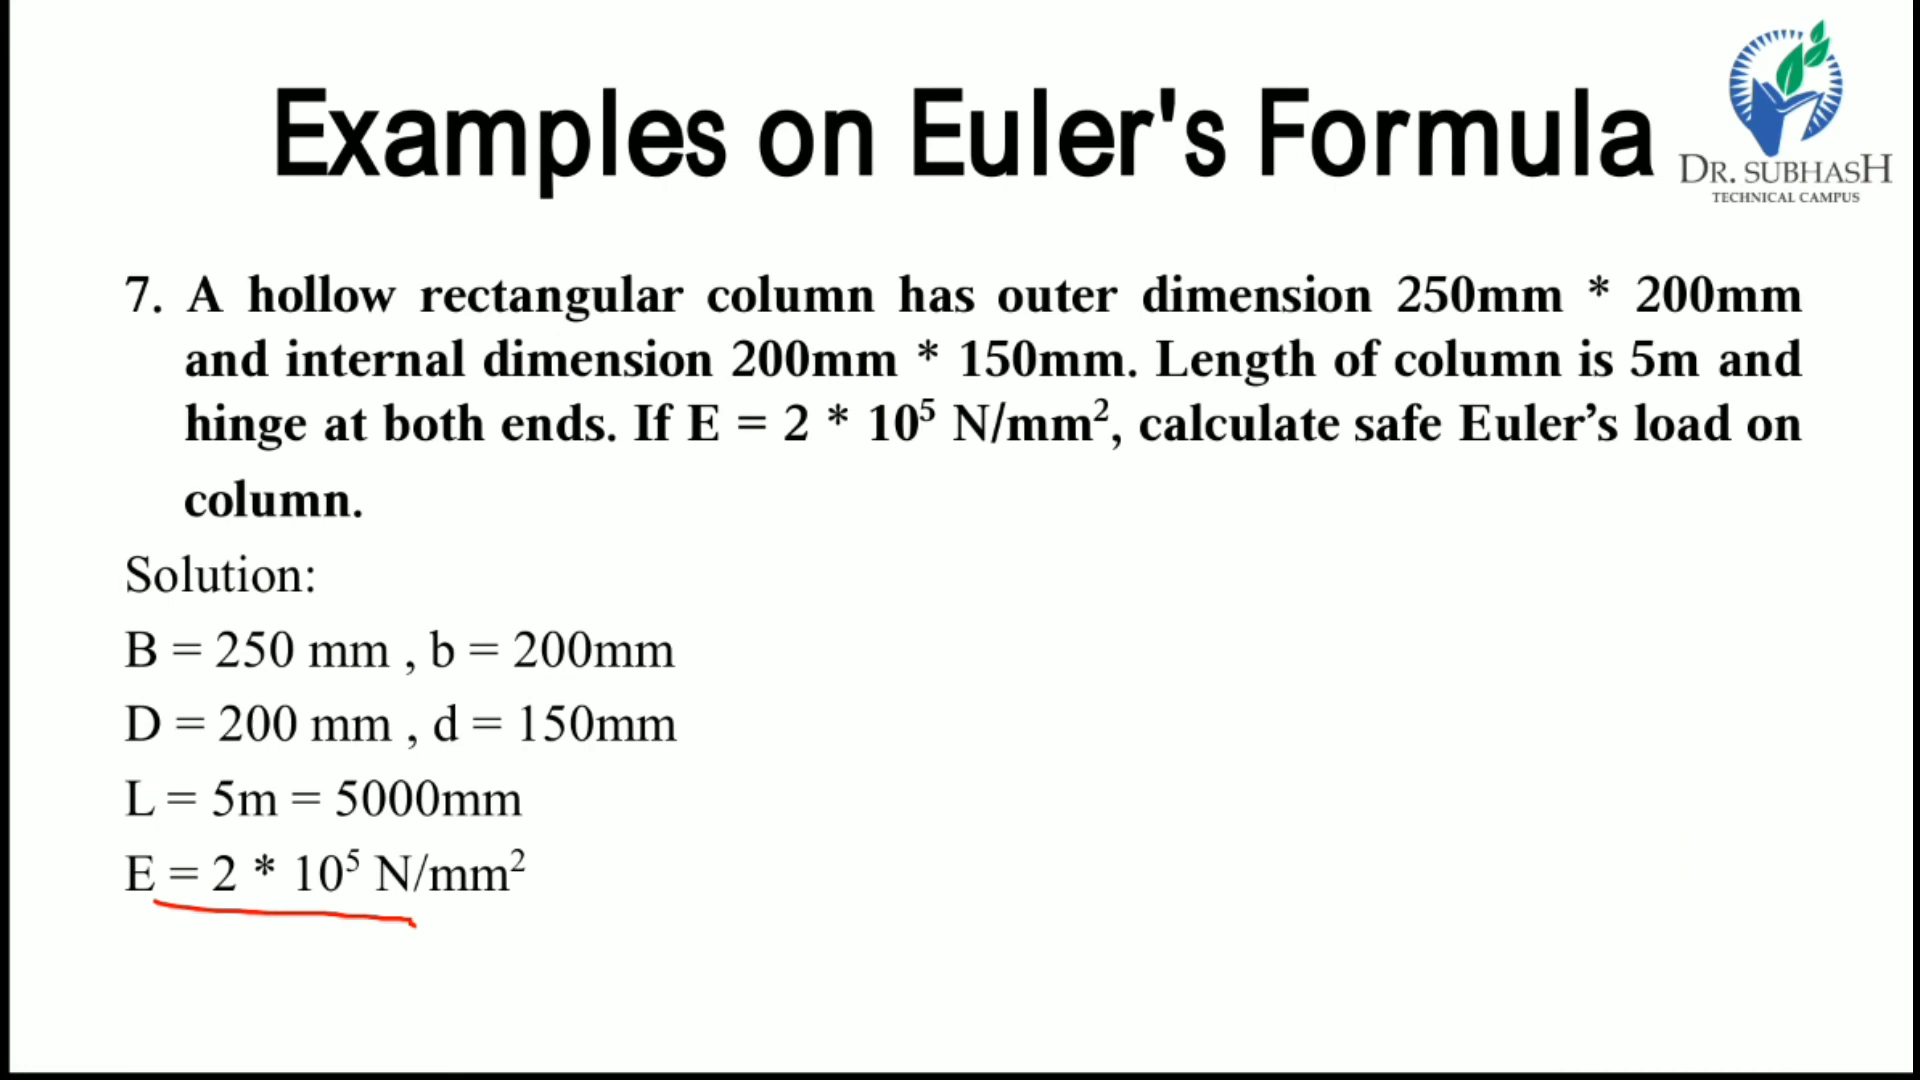 Examples on Euler's Formula
DR. SUBHASH
TECHNICAL CAMPUS
7. A hollow rectangular column has outer dimension 250mm * 200mm
and internal dimension 200mm * 150mm. Length of column is 5m and
hinge at both ends. If E = 2 * 10⁵ N/mm², calculate safe Euler’s load on
column.
Solution:
B = 250 mm , b = 200mm
D = 200 mm , d = 150mm
L = 5m = 5000mm
E = 2 * 10⁵ N/mm²